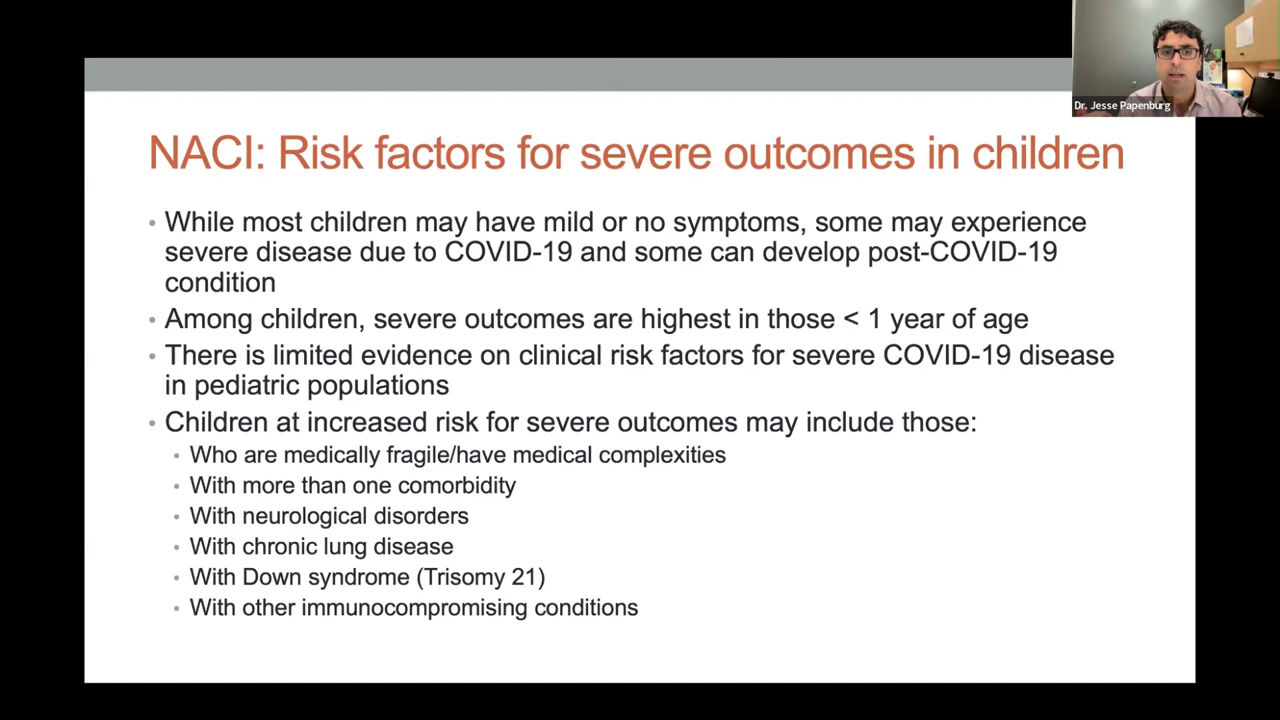 Dr. Jesse Papenburg
NACI: Risk factors for severe outcomes in children
• While most children may have mild or no symptoms, some may experience
severe disease due to COVID-19 and some can develop post-COVID-19
condition
• Among children, severe outcomes are highest in those < 1 year of age
• There is limited evidence on clinical risk factors for severe COVID-19 disease
in pediatric populations
• Children at increased risk for severe outcomes may include those:
• Who are medically fragile/have medical complexities
• With more than one comorbidity
• With neurological disorders
• With chronic lung disease
• With Down syndrome (Trisomy 21)
• With other immunocompromising conditions